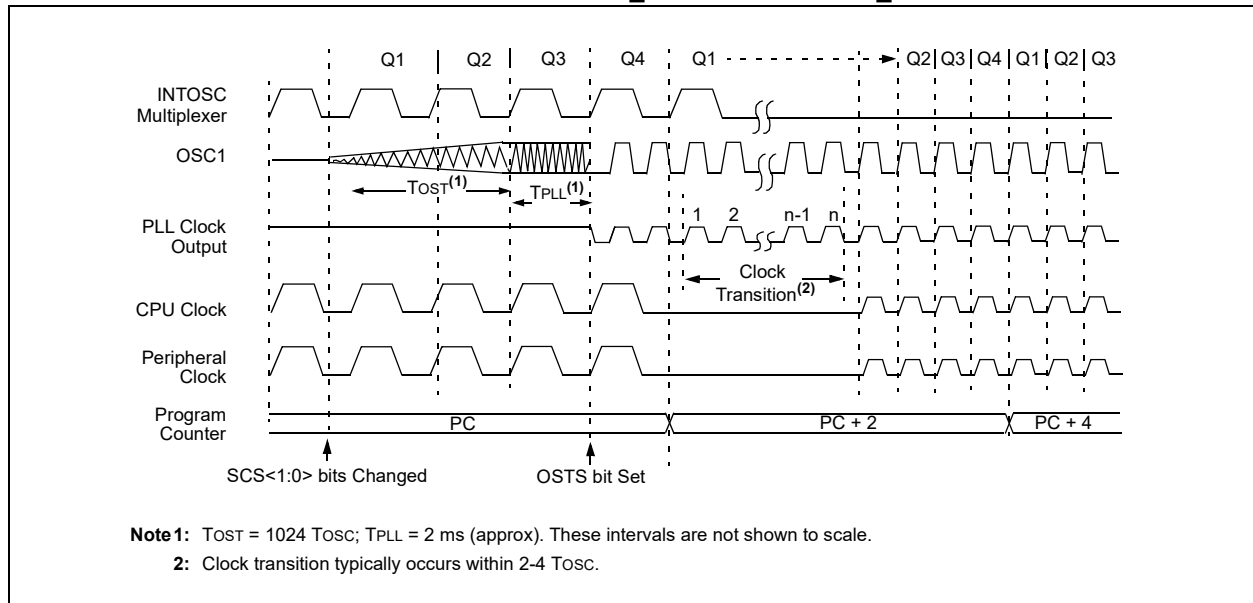 Q1 Q2 Q3 Q4 Q1 Q2 Q3 Q4 Q1 Q2 Q3
INTOSC
Multiplexer
OSC1
TOST(1) TPLL(1)
1 2 n-1 n
PLL Clock
Output
Clock
Transition(2)
CPU Clock
Peripheral
Clock
Program
Counter
PC PC + 2 PC + 4
SCS<1:0> bits Changed OSTS bit Set
Note 1: TOST = 1024 TOSC; TPLL = 2 ms (approx). These intervals are not shown to scale.
2: Clock transition typically occurs within 2-4 TOSC.